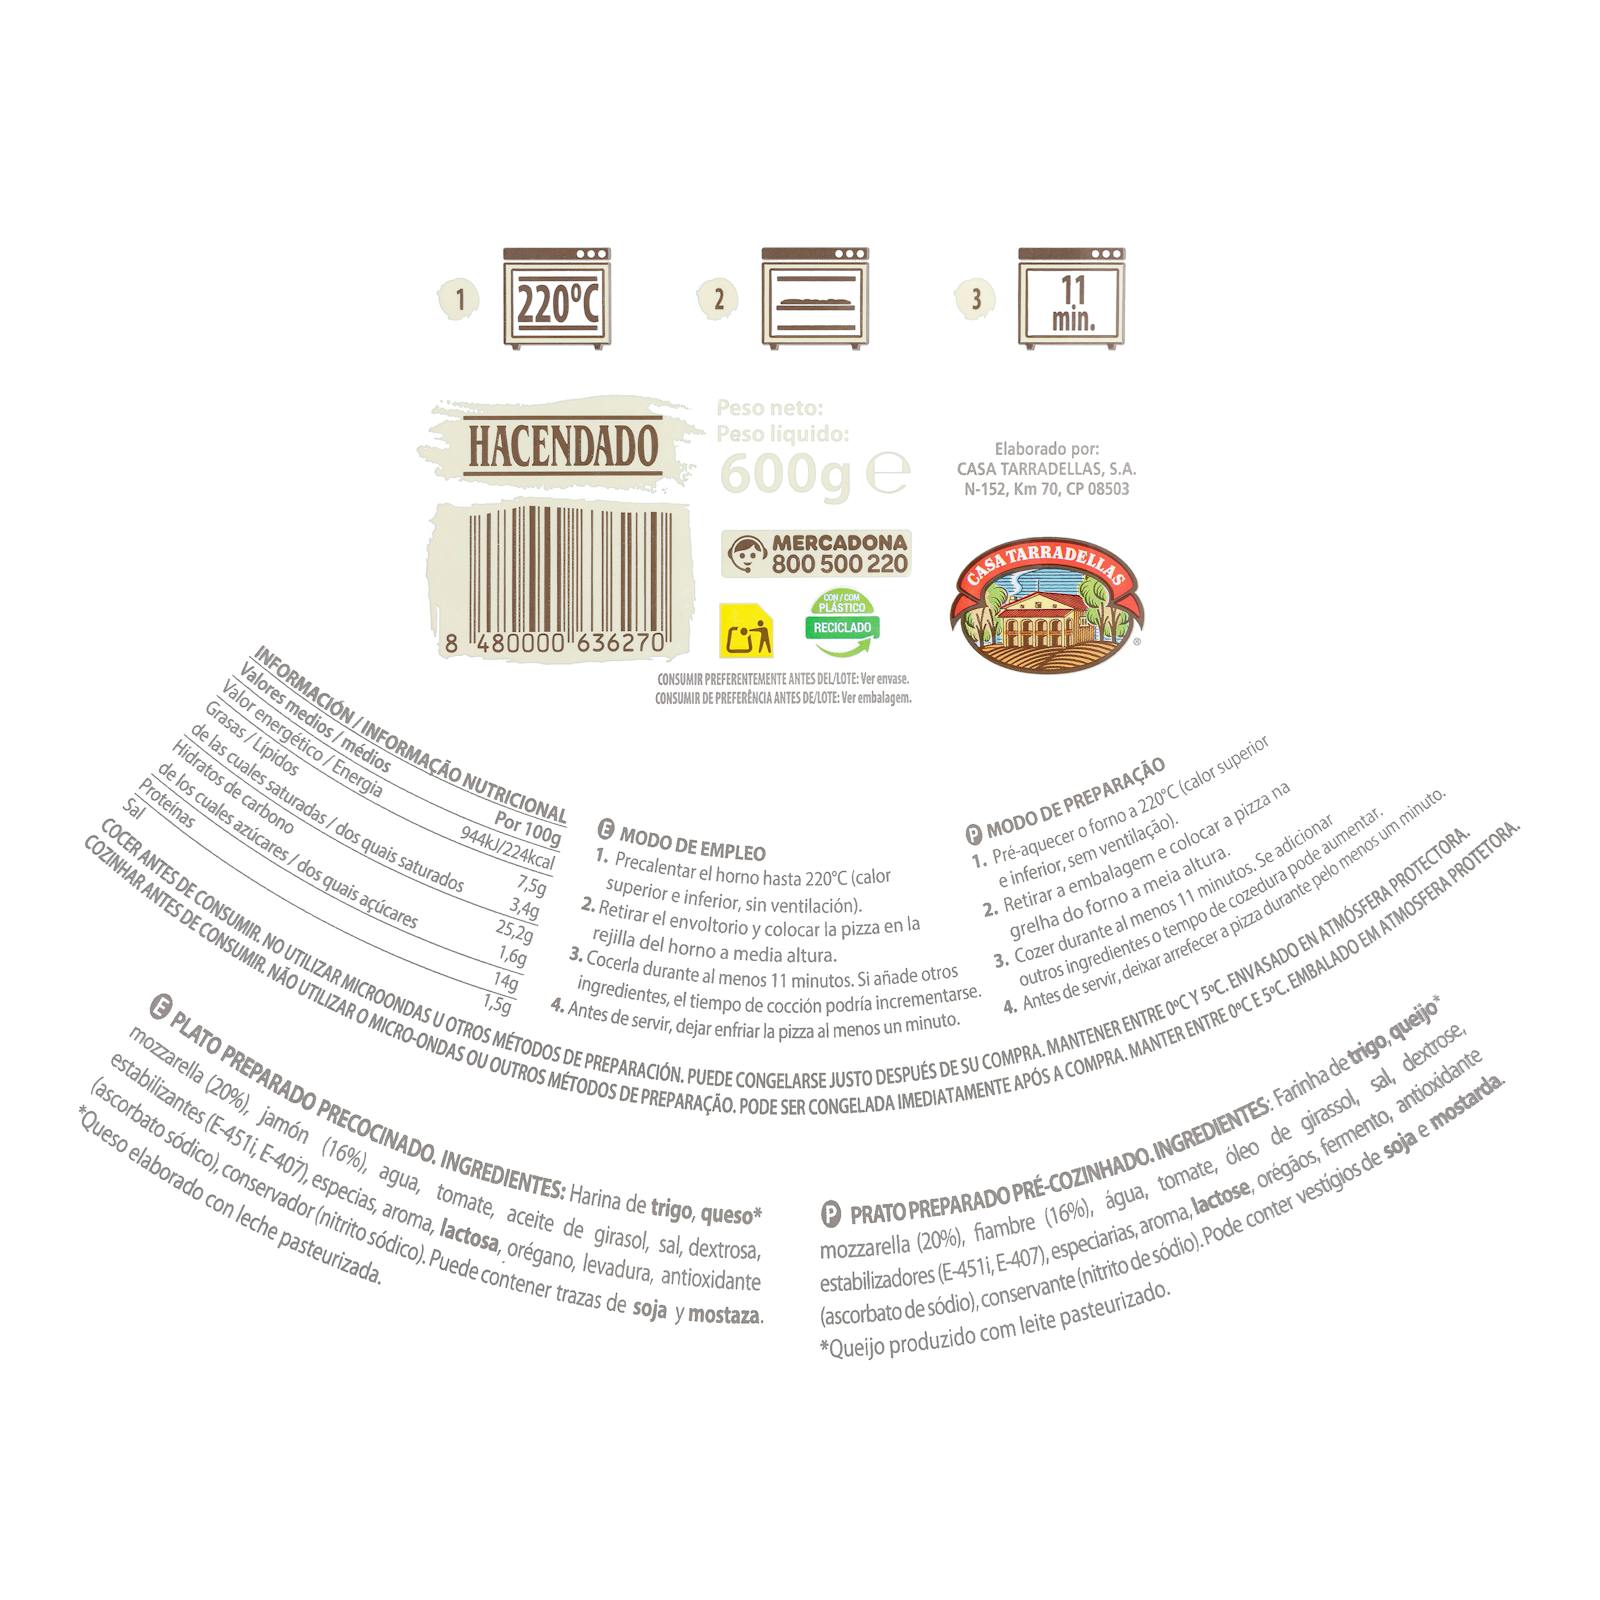 1
220ºC
2
3
11
min.
HACENDADO
Peso neto:
Peso líquido:
600g e
Elaborado por:
CASA TARRADELLAS, S.A.
N-152, Km 70, CP 08503
MERCADONA
800 500 220
CASA TARRADELLAS
®
CON / COM
PLÁSTICO
RECICLADO
8 480000 636270
CONSUMIR PREFERENTEMENTE ANTES DEL/LOTE: Ver envase.
CONSUMIR DE PREFERÊNCIA ANTES DE/LOTE: Ver embalagem.
INFORMACIÓN / INFORMAÇÃO NUTRICIONAL
Valores medios / médios Por 100g
Valor energético / Energia 944kJ/224kcal
Grasas / Lípidos 7,5g
de las cuales saturadas / dos quais saturados 3,4g
Hidratos de carbono 25,2g
de los cuales azúcares / dos quais açúcares 1,6g
Proteínas 14g
Sal 1,5g
E MODO DE EMPLEO
1. Precalentar el horno hasta 220°C (calor
superior e inferior, sin ventilación).
2. Retirar el envoltorio y colocar la pizza en la
rejilla del horno a media altura.
3. Cocerla durante al menos 11 minutos. Si añade otros
ingredientes, el tiempo de cocción podría incrementarse.
4. Antes de servir, dejar enfriar la pizza al menos un minuto.
P MODO DE PREPARAÇÃO
1. Pré-aquecer o forno a 220°C (calor superior
e inferior, sem ventilação).
2. Retirar a embalagem e colocar a pizza na
grelha do forno a meia altura.
3. Cozer durante al menos 11 minutos. Se adicionar
outros ingredientes o tempo de cozedura pode aumentar.
4. Antes de servir, deixar arrefecer a pizza durante pelo menos um minuto.
COCER ANTES DE CONSUMIR. NO UTILIZAR MICROONDAS U OTROS MÉTODOS DE PREPARACIÓN. PUEDE CONGELARSE JUSTO DESPUÉS DE SU COMPRA. MANTENER ENTRE 0ºC Y 5ºC. ENVASADO EN ATMÓSFERA PROTECTORA.
COZINHAR ANTES DE CONSUMIR. NÃO UTILIZAR O MICRO-ONDAS OU OUTROS MÉTODOS DE PREPARAÇÃO. PODE SER CONGELADA IMEDIATAMENTE APÓS A COMPRA. MANTER ENTRE 0ºC E 5ºC. EMBALADO EM ATMOSFERA PROTETORA.
E PLATO PREPARADO PRECOCINADO. INGREDIENTES: Harina de trigo, queso*
mozzarella (20%), jamón (16%), agua, tomate, aceite de girasol, sal, dextrosa,
estabilizantes (E-451i, E-407), especias, aroma, lactosa, orégano, levadura, antioxidante
(ascorbato sódico), conservador (nitrito sódico). Puede contener trazas de soja y mostaza.
*Queso elaborado con leche pasteurizada.
P PRATO PREPARADO PRÉ-COZINHADO. INGREDIENTES: Farinha de trigo, queijo*
mozzarella (20%), fiambre (16%), água, tomate, óleo de girassol, sal, dextrose,
estabilizadores (E-451i, E-407), especiarias, aroma, lactose, orégãos, fermento, antioxidante
(ascorbato de sódio), conservante (nitrito de sódio). Pode conter vestígios de soja e mostarda.
*Queijo produzido com leite pasteurizado.